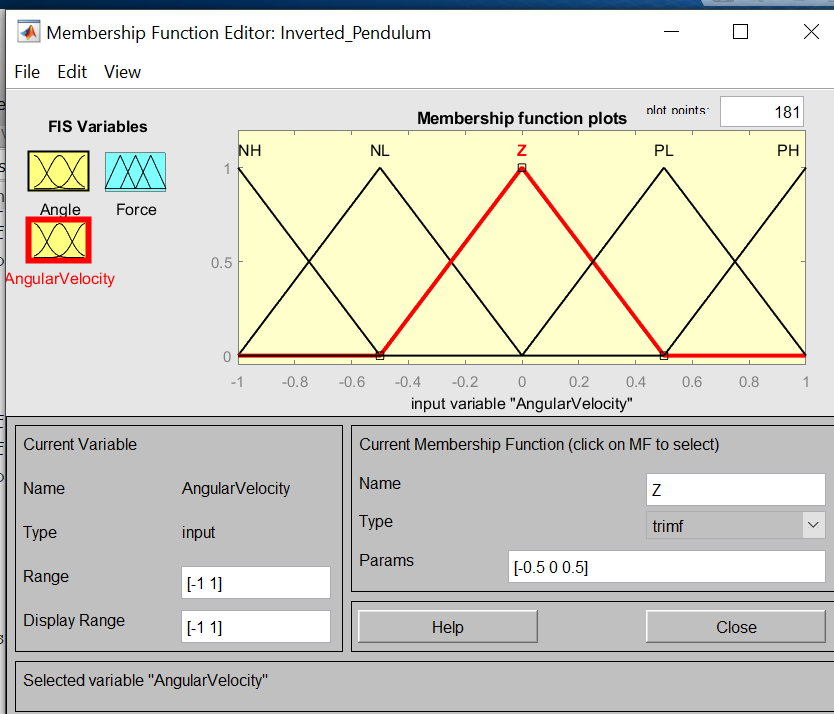 Membership Function Editor: Inverted_Pendulum
File Edit View
FIS Variables
Angle
Force
AngularVelocity
Membership function plots
plot points:
181
NH NL Z PL PH
1
0.5
0
-1 -0.8 -0.6 -0.4 -0.2 0 0.2 0.4 0.6 0.8 1
input variable "AngularVelocity"
Current Variable
Name AngularVelocity
Type input
Range [-1 1]
Display Range [-1 1]
Current Membership Function (click on MF to select)
Name Z
Type trimf
Params [-0.5 0 0.5]
Help Close
Selected variable "AngularVelocity"